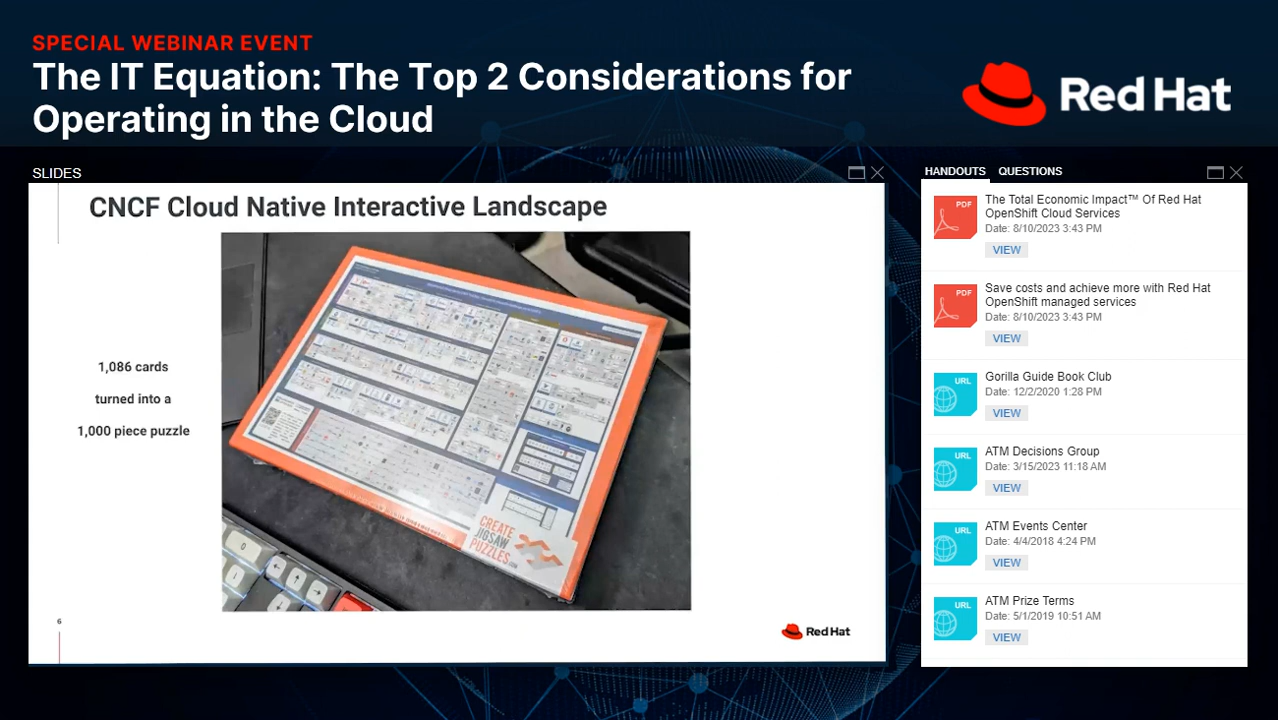 SPECIAL WEBINAR EVENT
The IT Equation: The Top 2 Considerations for
Operating in the Cloud
Red Hat
SLIDES
CNCF Cloud Native Interactive Landscape
1,086 cards
turned into a
1,000 piece puzzle
CREATE
JIGSAW
PUZZLES.COM
6
Red Hat
HANDOUTS QUESTIONS
PDF
The Total Economic Impact™ Of Red Hat
OpenShift Cloud Services
Date: 8/10/2023 3:43 PM
VIEW
PDF
Save costs and achieve more with Red Hat
OpenShift managed services
Date: 8/10/2023 3:43 PM
VIEW
URL
Gorilla Guide Book Club
Date: 12/2/2020 1:28 PM
VIEW
URL
ATM Decisions Group
Date: 3/15/2023 11:18 AM
VIEW
URL
ATM Events Center
Date: 4/4/2018 4:24 PM
VIEW
URL
ATM Prize Terms
Date: 5/1/2019 10:51 AM
VIEW